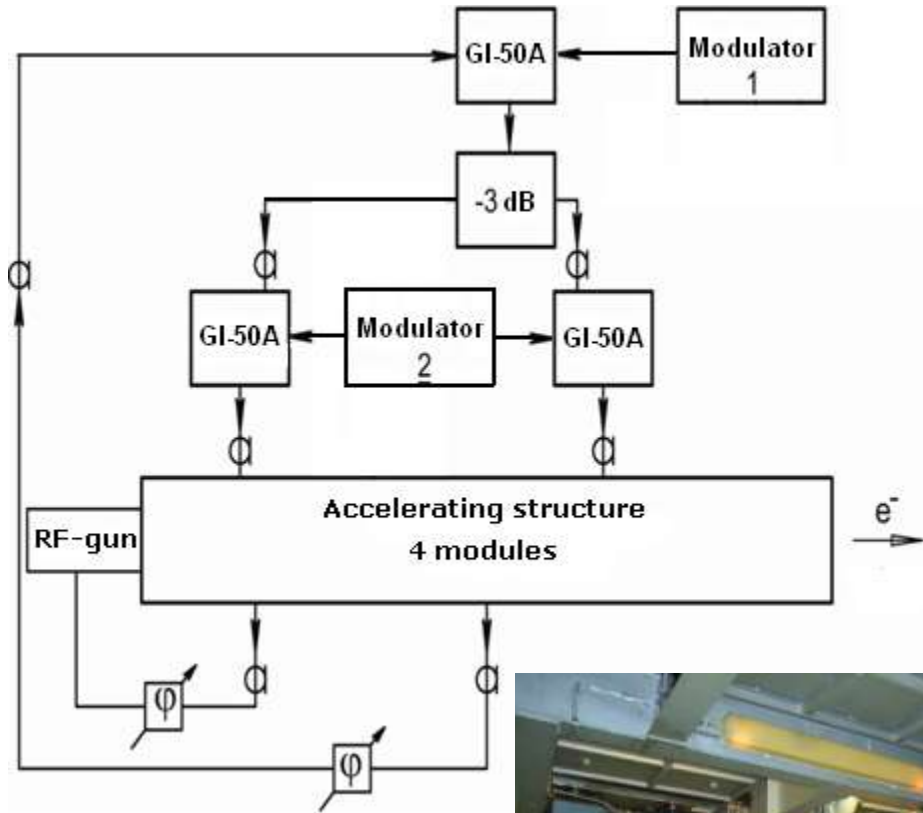 GI-50A
Modulator
1
-3 dB
GI-50A
Modulator
2
GI-50A
Accelerating structure
4 modules
RF-gun
e-
φ
φ